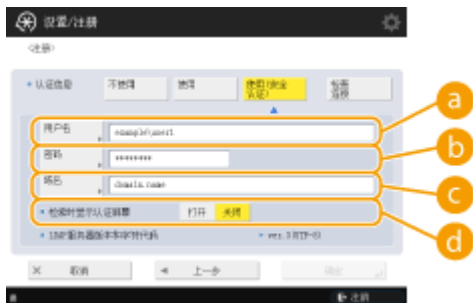 设置/注册
<注册>
认证信息
不使用
使用
使用(安全
认证)
检查
连接
a
用户名
example\user1
b
密码
********
c
域名
domain.name
d
检索时显示认证屏幕
打开
关闭
LDAP服务器版本和字符代码
ver.3(UTF-8)
取消
上一步
确定
注销